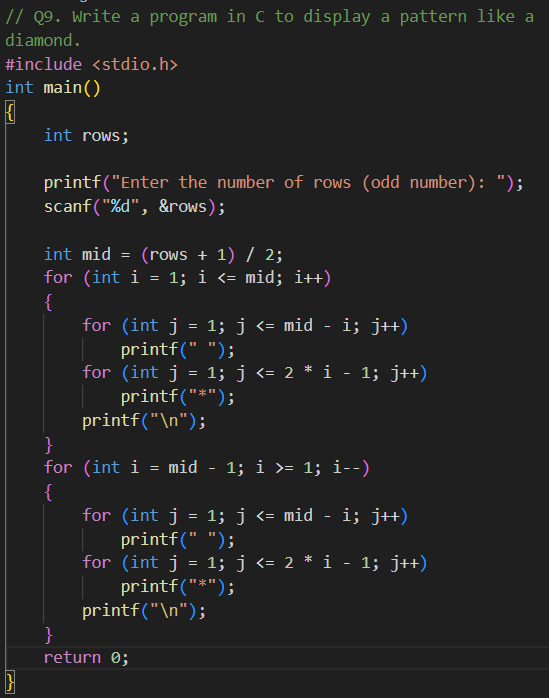 // Q9. Write a program in C to display a pattern like a
diamond.
#include <stdio.h>
int main()
{
    int rows;

    printf("Enter the number of rows (odd number): ");
    scanf("%d", &rows);

    int mid = (rows + 1) / 2;
    for (int i = 1; i <= mid; i++)
    {
        for (int j = 1; j <= mid - i; j++)
            printf(" ");
        for (int j = 1; j <= 2 * i - 1; j++)
            printf("*");
        printf("\n");
    }
    for (int i = mid - 1; i >= 1; i--)
    {
        for (int j = 1; j <= mid - i; j++)
            printf(" ");
        for (int j = 1; j <= 2 * i - 1; j++)
            printf("*");
        printf("\n");
    }
    return 0;
}